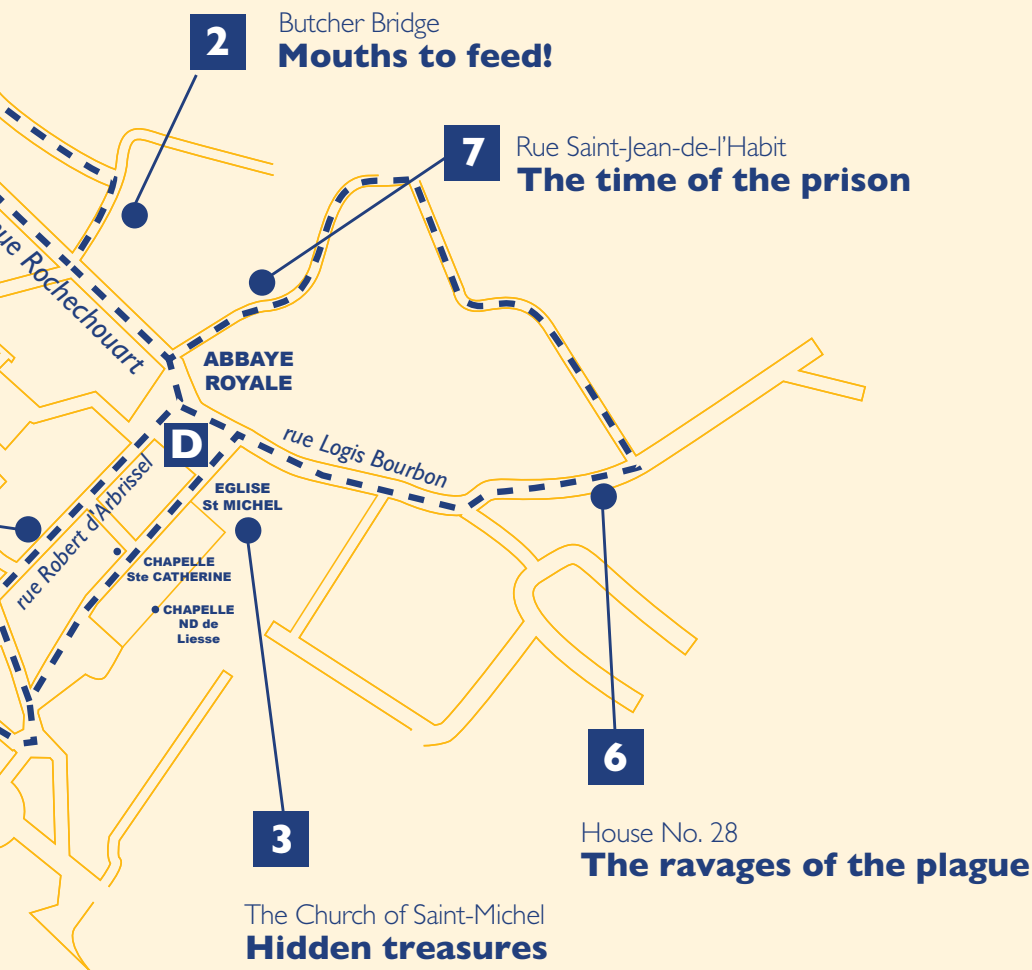 2
Butcher Bridge
Mouths to feed!
7
Rue Saint-Jean-de-l'Habit
The time of the prison
Rochechouart
ABBAYE
ROYALE
D
rue Logis Bourbon
rue Robert d'Arbrissel
EGLISE
St MICHEL
CHAPELLE
Ste CATHERINE
CHAPELLE
ND de
Liesse
6
House No. 28
The ravages of the plague
3
The Church of Saint-Michel
Hidden treasures